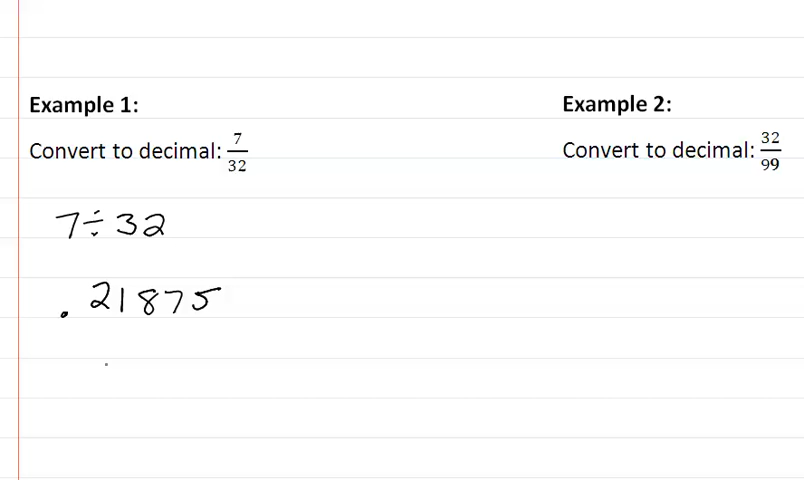 Example 1:
Convert to decimal: 7/32
7÷32
.21875
Example 2:
Convert to decimal: 32/99